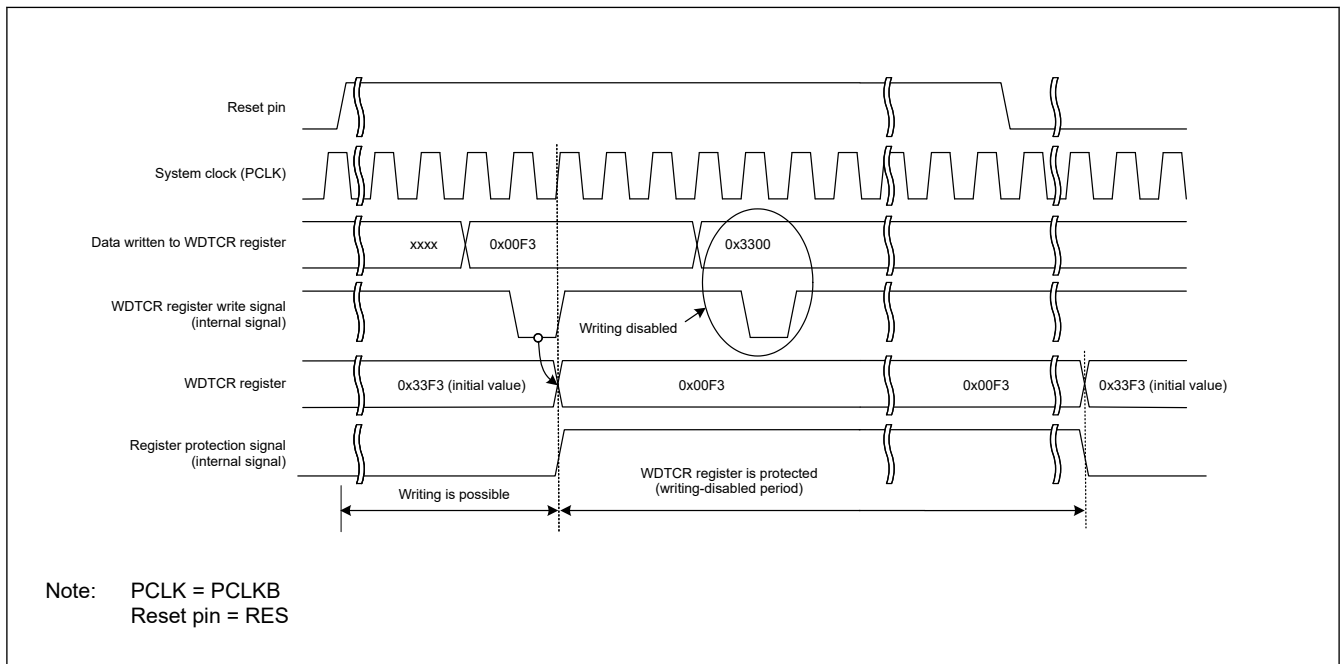 Reset pin
System clock (PCLK)
Data written to WDTCR register
xxxx
0x00F3
0x3300
WDTCR register write signal
(internal signal)
Writing disabled
WDTCR register
0x33F3 (initial value)
0x00F3
0x00F3
0x33F3 (initial value)
Register protection signal
(internal signal)
Writing is possible
WDTCR register is protected
(writing-disabled period)
Note: PCLK = PCLKB
Reset pin = RES